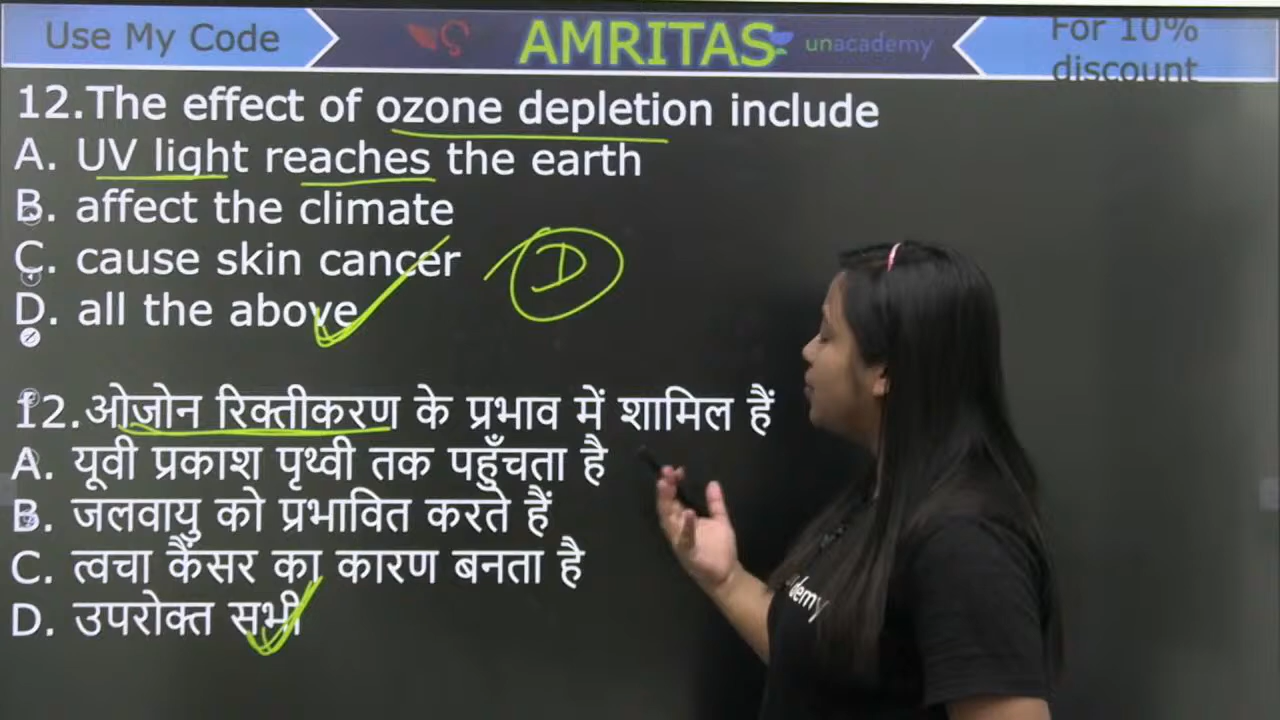 Use My Code
AMRITAS
unacademy
For 10%
discount
12.The effect of ozone depletion include
A. UV light reaches the earth
B. affect the climate
C. cause skin cancer
D. all the above
D
12.ओजोन रिक्तीकरण के प्रभाव में शामिल हैं
A. यूवी प्रकाश पृथ्वी तक पहुँचता है
B. जलवायु को प्रभावित करते हैं
C. त्वचा कैंसर का कारण बनता है
D. उपरोक्त सभी